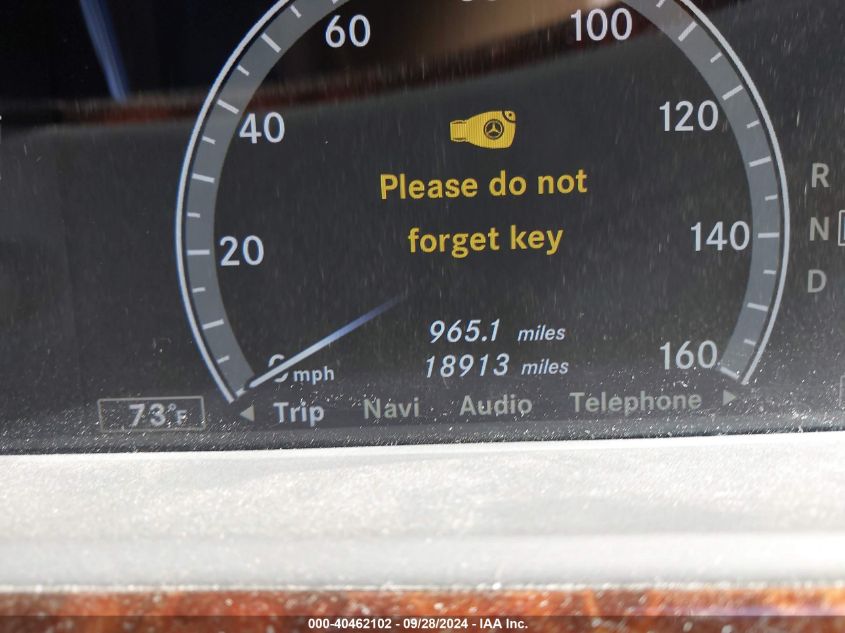 60
100
40
120
Please do not
R
forget key
N
20
140
D
965.1 miles
18913 miles
160
mph
73°F
Trip Navi Audio Telephone
000-40462102 - 09/28/2024 - IAA Inc.